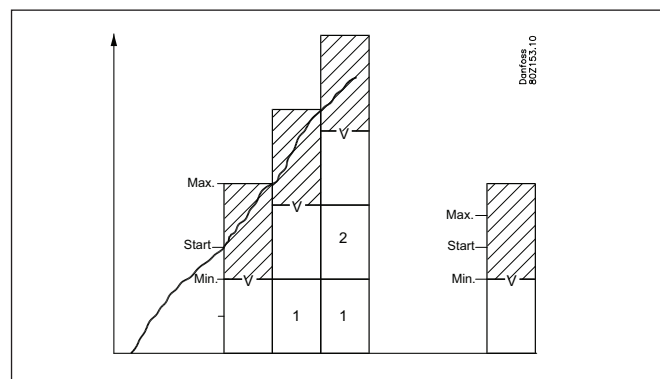 Danfoss
80Z153.10
V
V
Max.
Max.
V
2
Start
Start
Min.
V
Min.
V
1
1